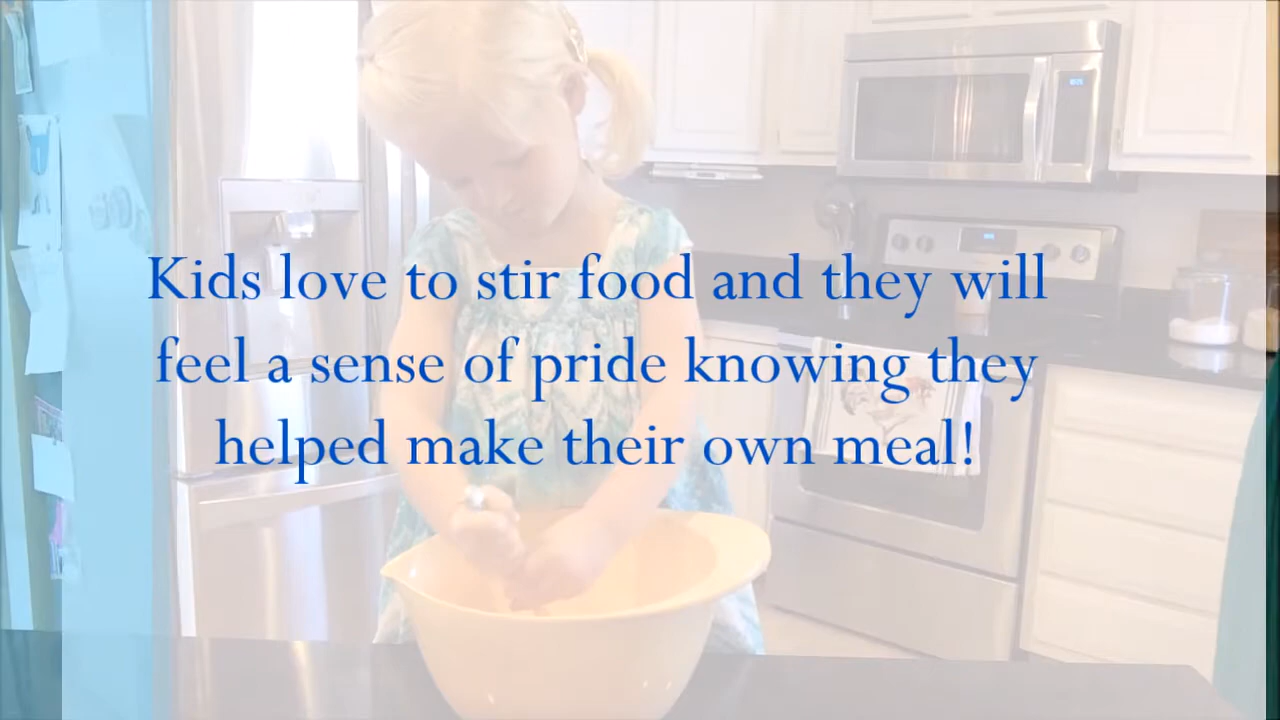 Kids love to stir food and they will
feel a sense of pride knowing they
helped make their own meal!